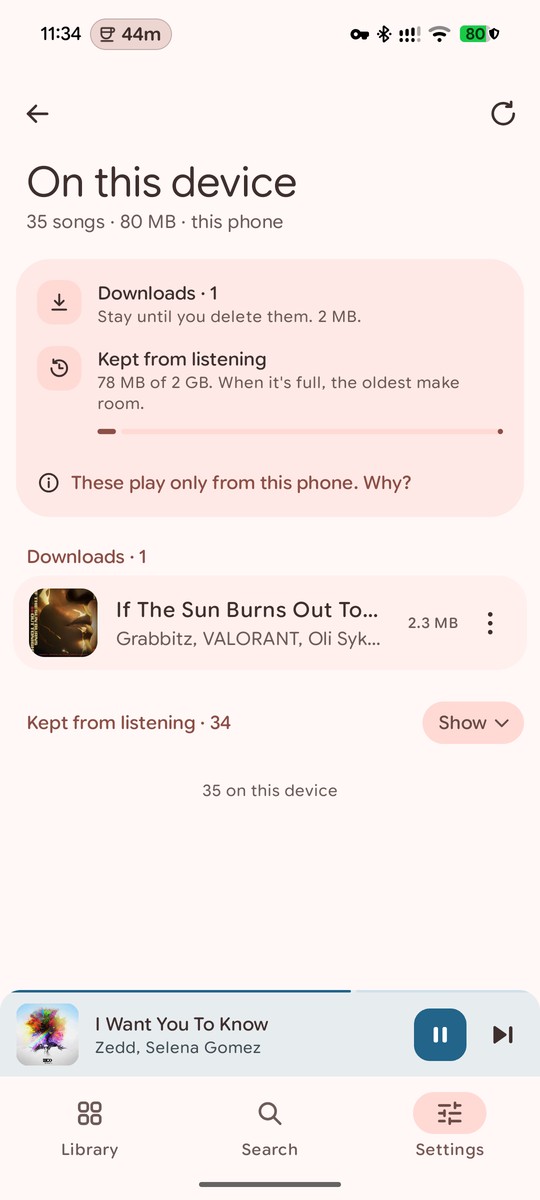 11:34
44m
80
On this device
35 songs · 80 MB · this phone
Downloads · 1
Stay until you delete them. 2 MB.
Kept from listening
78 MB of 2 GB. When it's full, the oldest make
room.
These play only from this phone. Why?
Downloads · 1
If The Sun Burns Out To...
Grabbitz, VALORANT, Oli Syk...
2.3 MB
Kept from listening · 34
Show
35 on this device
I Want You To Know
Zedd, Selena Gomez
Library
Search
Settings